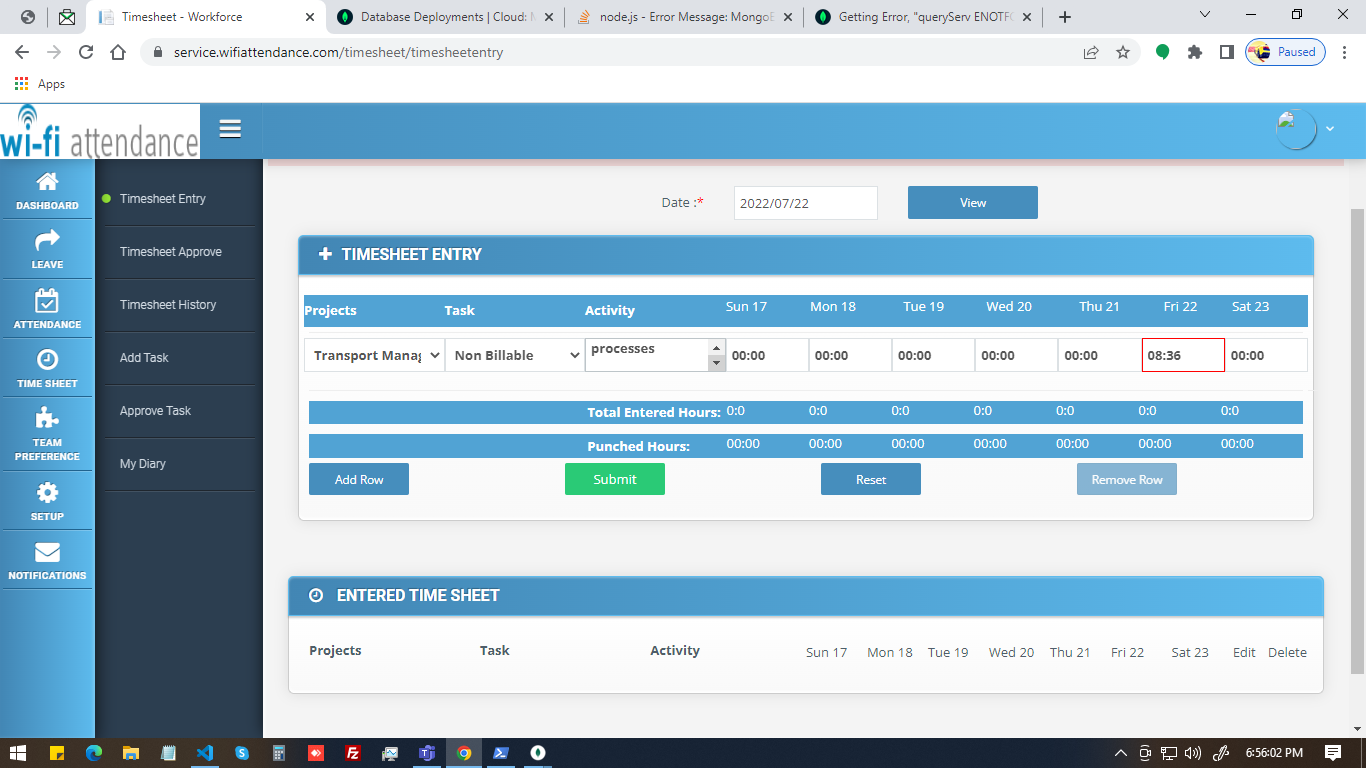 Timesheet - Workforce
Database Deployments | Cloud: M
node.js - Error Message: MongoE
Getting Error, "queryServ ENOTFO
service.wifiattendance.com/timesheet/timesheetentry
Paused
Apps
wi-fi attendance
DASHBOARD
LEAVE
ATTENDANCE
TIME SHEET
TEAM
PREFERENCE
SETUP
NOTIFICATIONS
Timesheet Entry
Timesheet Approve
Timesheet History
Add Task
Approve Task
My Diary
Date :* 2022/07/22 View
TIMESHEET ENTRY
Projects Task Activity Sun 17 Mon 18 Tue 19 Wed 20 Thu 21 Fri 22 Sat 23
Transport Manag Non Billable processes 00:00 00:00 00:00 00:00 00:00 08:36 00:00
Total Entered Hours: 0:0 0:0 0:0 0:0 0:0 0:0 0:0
Punched Hours: 00:00 00:00 00:00 00:00 00:00 00:00 00:00
Add Row Submit Reset Remove Row
ENTERED TIME SHEET
Projects Task Activity Sun 17 Mon 18 Tue 19 Wed 20 Thu 21 Fri 22 Sat 23 Edit Delete
6:56:02 PM